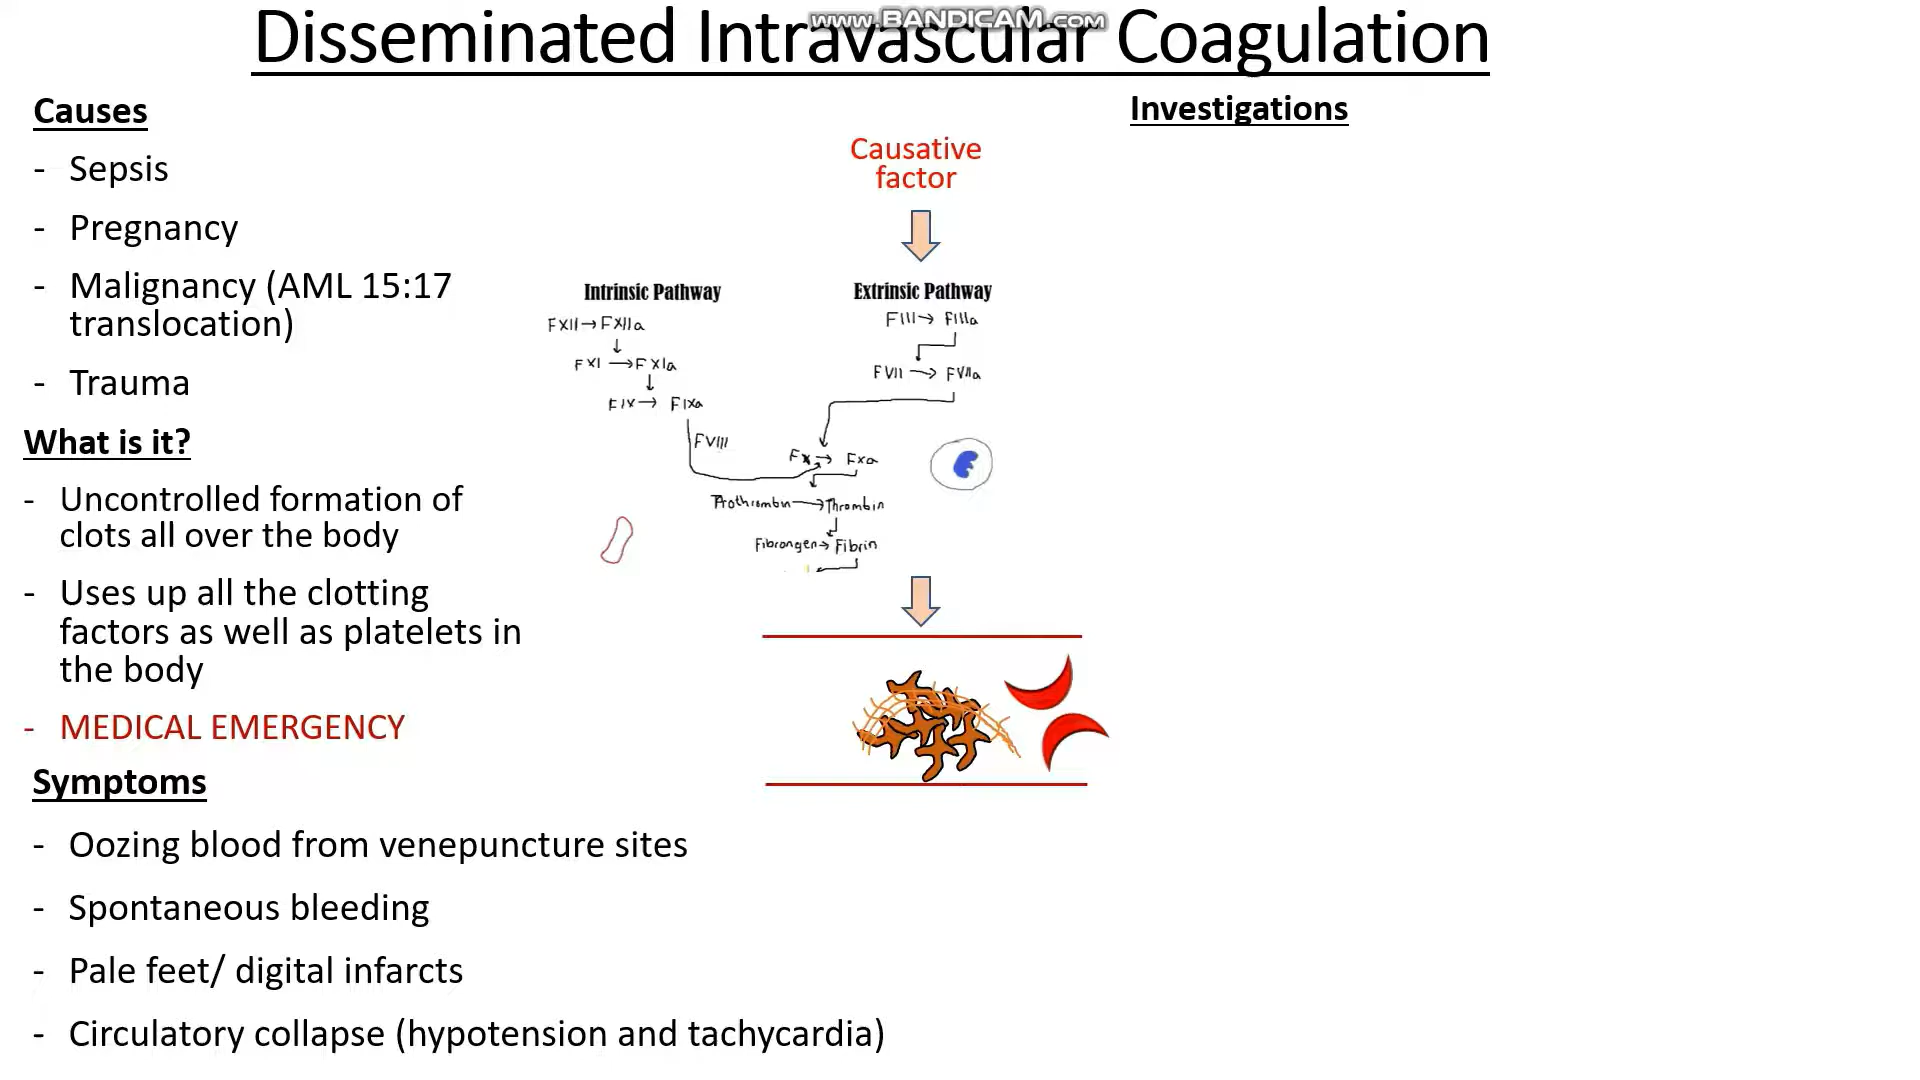 www.BANDICAM.com
Disseminated Intravascular Coagulation
Causes
- Sepsis
- Pregnancy
- Malignancy (AML 15:17
translocation)
- Trauma
What is it?
- Uncontrolled formation of
clots all over the body
- Uses up all the clotting
factors as well as platelets in
the body
- MEDICAL EMERGENCY
Symptoms
- Oozing blood from venepuncture sites
- Spontaneous bleeding
- Pale feet/ digital infarcts
- Circulatory collapse (hypotension and tachycardia)
Causative
factor
Intrinsic Pathway
FXII → FXIIa
FXI → FXIa
FIX → FIXa
FVIII
Extrinsic Pathway
FIII → FIIIa
FVII → FVIIa
FX → FXa
Prothrombin → Thrombin
Fibrongen → Fibrin
Investigations